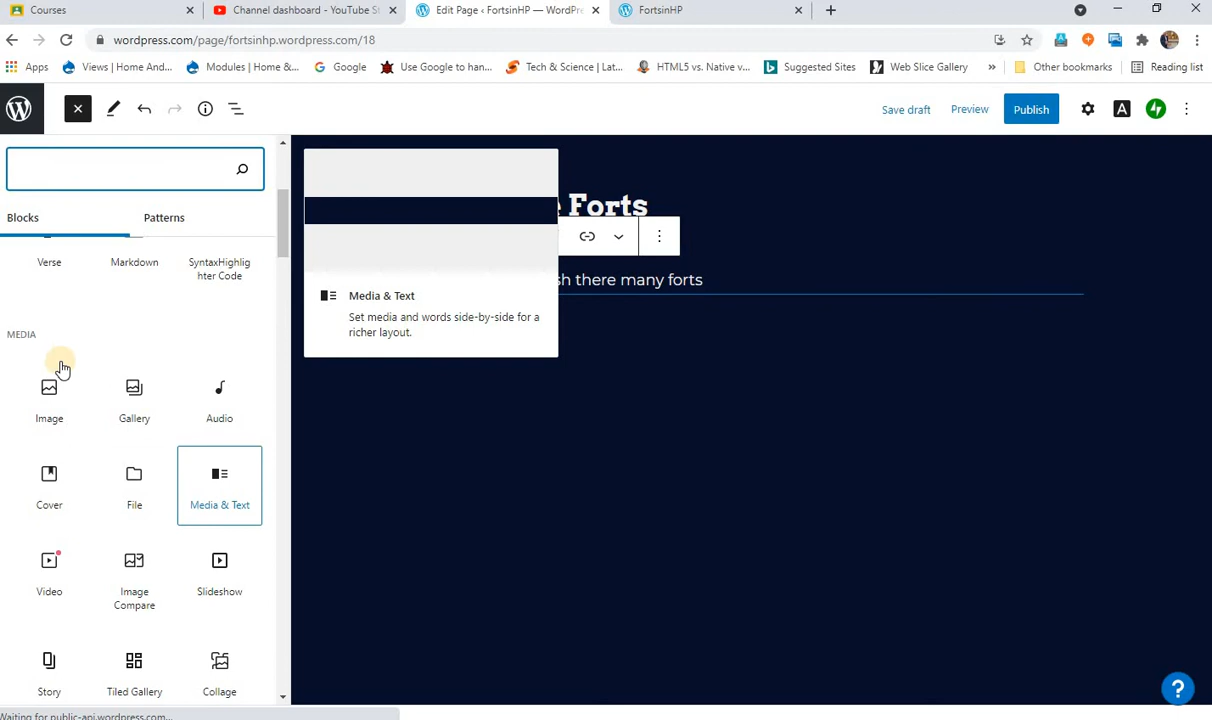 Courses
Channel dashboard - YouTube St
Edit Page ‹ FortsinHP — WordPre
FortsinHP
wordpress.com/page/fortsinhp.wordpress.com/18
Apps
Views | Home And...
Modules | Home &...
Google
Use Google to han...
Tech & Science | Lat...
HTML5 vs. Native v...
Suggested Sites
Web Slice Gallery
»
Other bookmarks
Reading list
Save draft
Preview
Publish
A
Blocks
Patterns
Forts
Verse
Markdown
SyntaxHighlig
hter Code
sh there many forts
Media & Text
Set media and words side-by-side for a
richer layout.
MEDIA
Image
Gallery
Audio
Cover
File
Media & Text
Video
Image
Compare
Slideshow
Story
Tiled Gallery
Collage
?
Waiting for public-api.wordpress.com...